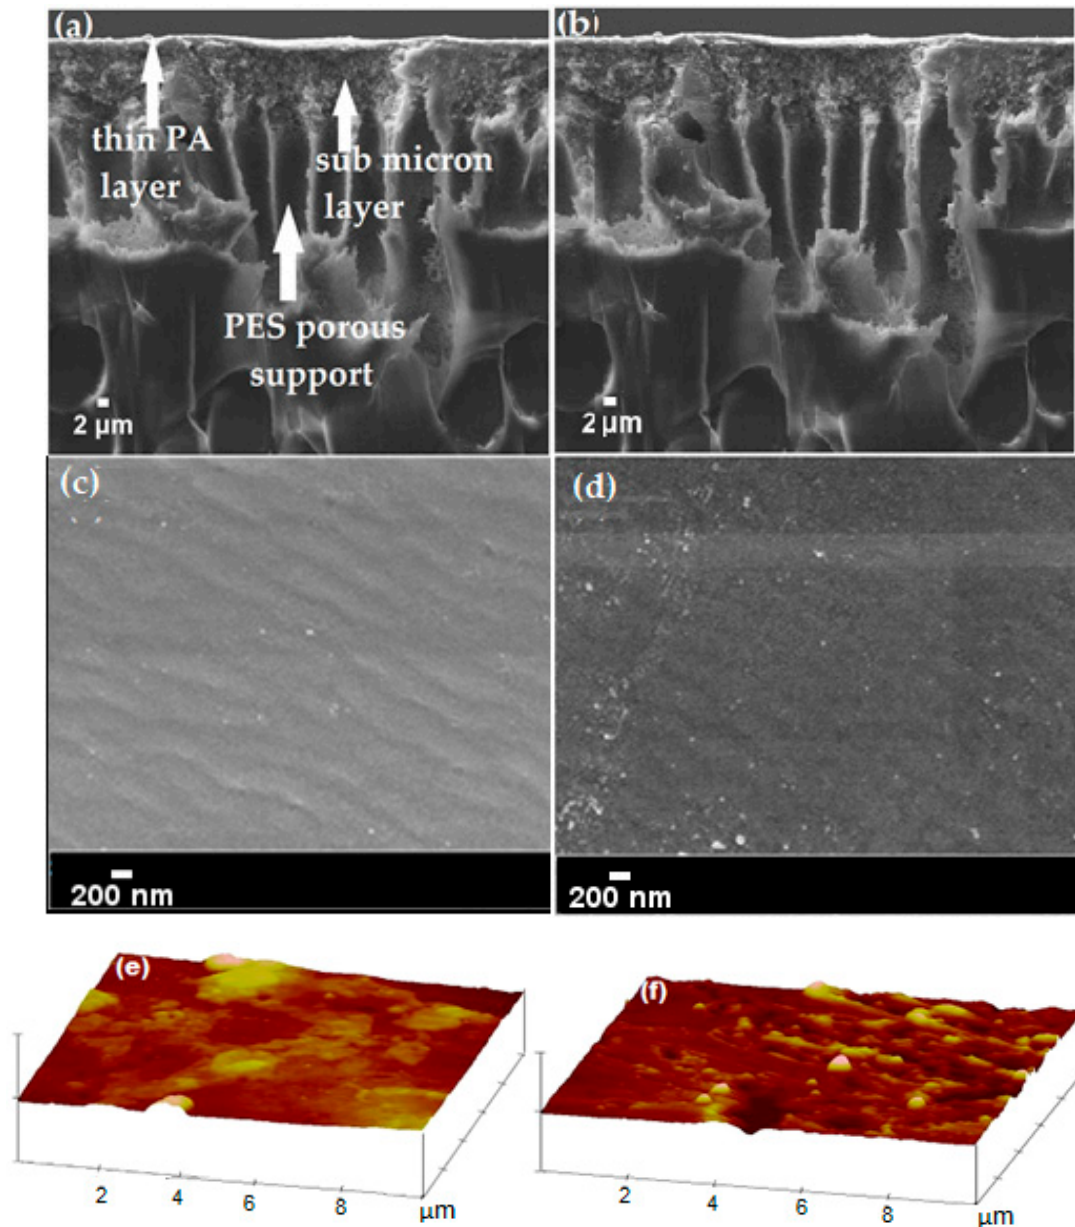 (a)
thin PA
layer
sub micron
layer
PES porous
support
2 μm
(b)
2 μm
(c)
200 nm
(d)
200 nm
(e)
2 4 6 8 μm
(f)
2 4 6 8 μm